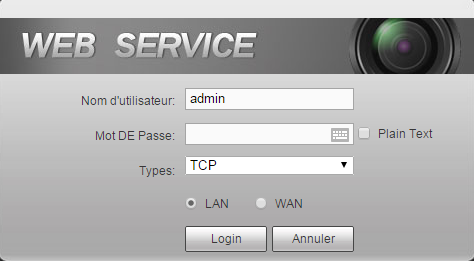 WEB SERVICE
Nom d'utilisateur: admin
Mot DE Passe: Plain Text
Types: TCP
LAN WAN
Login Annuler